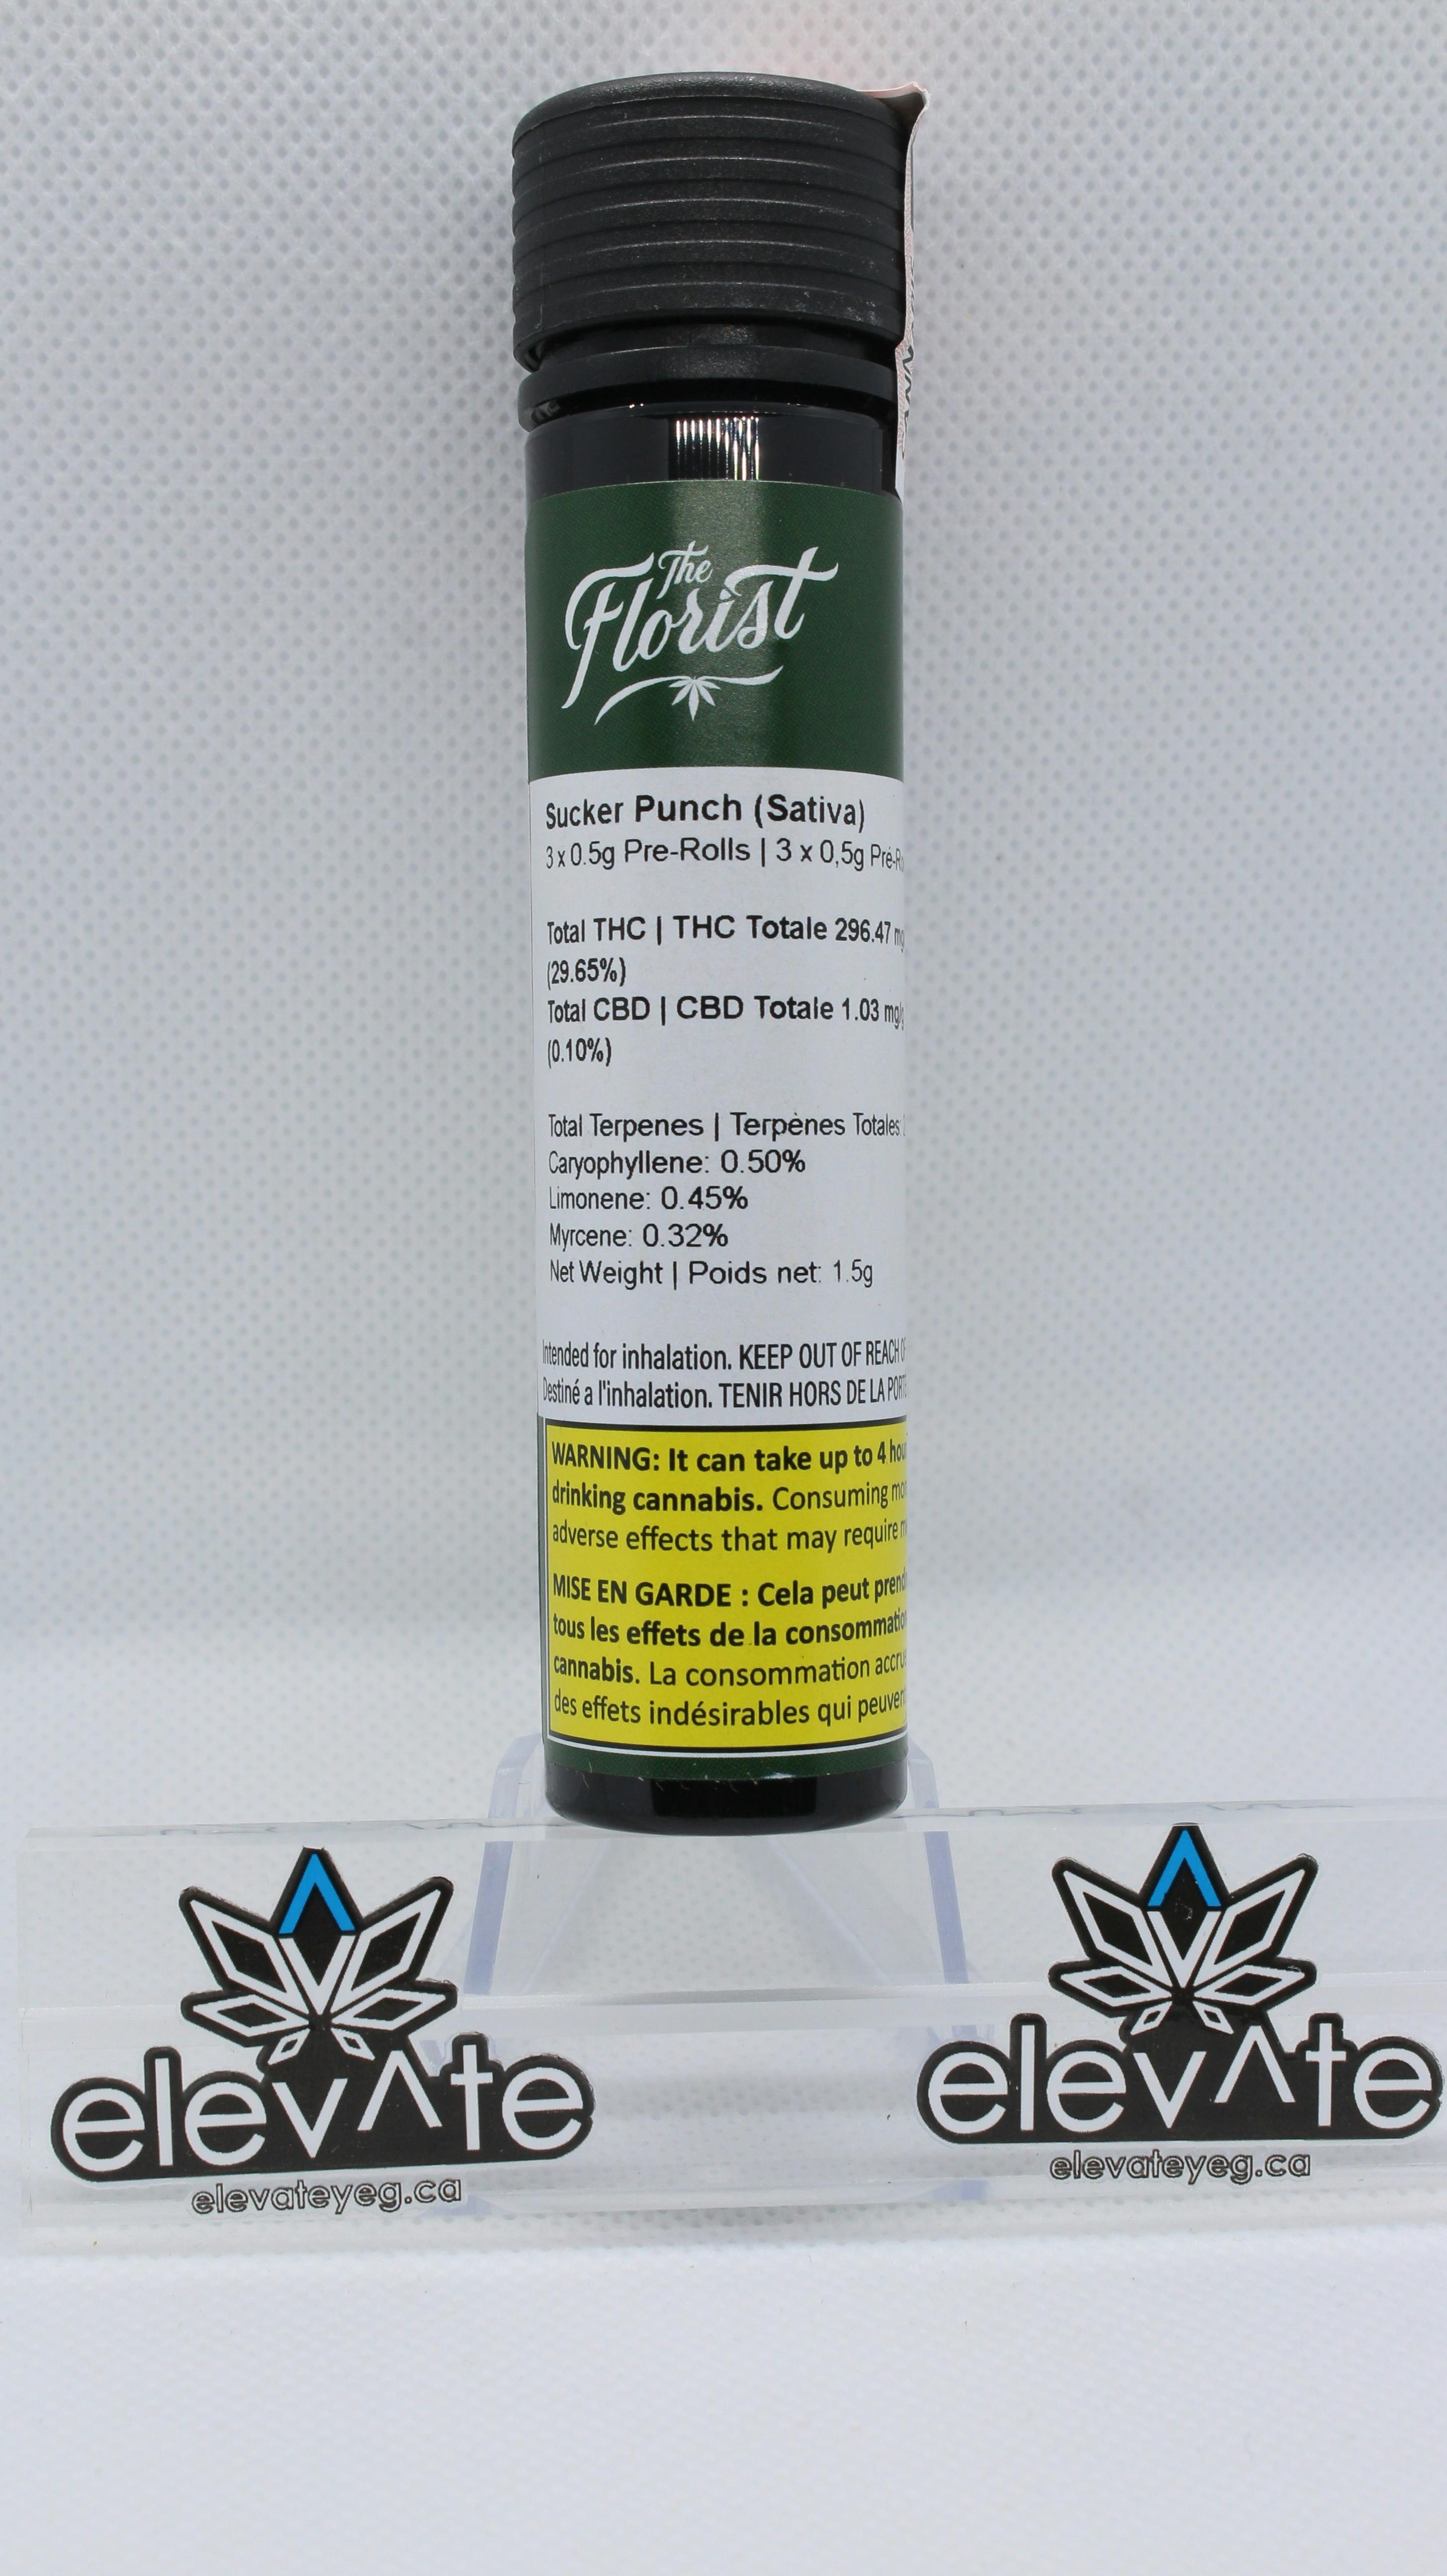 The
Florist
Sucker Punch (Sativa)
3 x 0.5g Pre-Rolls | 3 x 0,5g
Total THC | THC Totale 296.47
(29.65%)
Total CBD | CBD Totale 1.03
(0.10%)
Total Terpenes | Terpènes Totales
Caryophyllene: 0.50%
Limonene: 0.45%
Myrcene: 0.32%
Net Weight | Poids net: 1.5g
Intended for inhalation. KEEP OUT OF REACH
Destiné a l'inhalation. TENIR HORS DE LA
WARNING: It can take up to 4
drinking cannabis. Consuming
adverse effects that may require
MISE EN GARDE : Cela peut
tous les effets de la
cannabis. La consommation
des effets indésirables qui
elev^te
elevateyeg.ca
elev^te
elevateyeg.ca